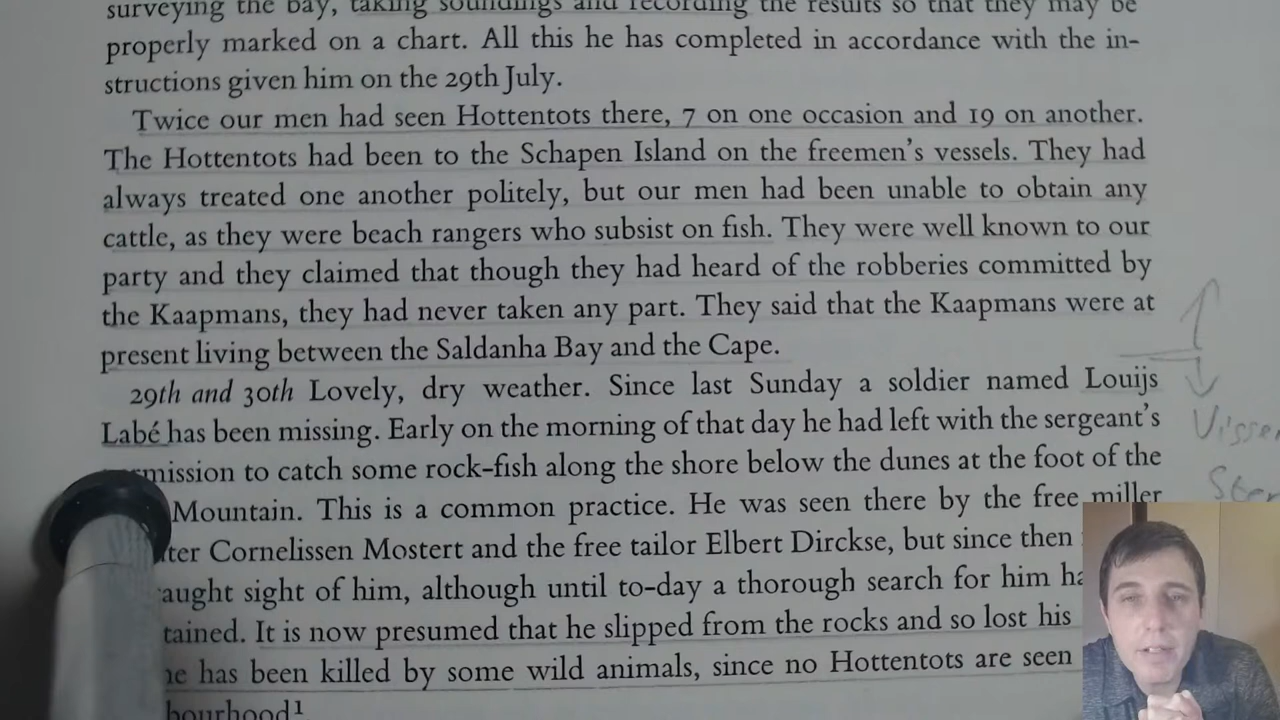 surveying the bay, taking soundings and recording the results so that they may be
properly marked on a chart. All this he has completed in accordance with the in-
structions given him on the 29th July.
Twice our men had seen Hottentots there, 7 on one occasion and 19 on another.
The Hottentots had been to the Schapen Island on the freemen's vessels. They had
always treated one another politely, but our men had been unable to obtain any
cattle, as they were beach rangers who subsist on fish. They were well known to our
party and they claimed that though they had heard of the robberies committed by
the Kaapmans, they had never taken any part. They said that the Kaapmans were at
present living between the Saldanha Bay and the Cape.
29th and 30th Lovely, dry weather. Since last Sunday a soldier named Louijs
Labé has been missing. Early on the morning of that day he had left with the sergeant's
mission to catch some rock-fish along the shore below the dunes at the foot of the
Mountain. This is a common practice. He was seen there by the free miller
ter Cornelissen Mostert and the free tailor Elbert Dirckse, but since then
aught sight of him, although until to-day a thorough search for him ha
tained. It is now presumed that he slipped from the rocks and so lost his
he has been killed by some wild animals, since no Hottentots are seen
bourhood¹